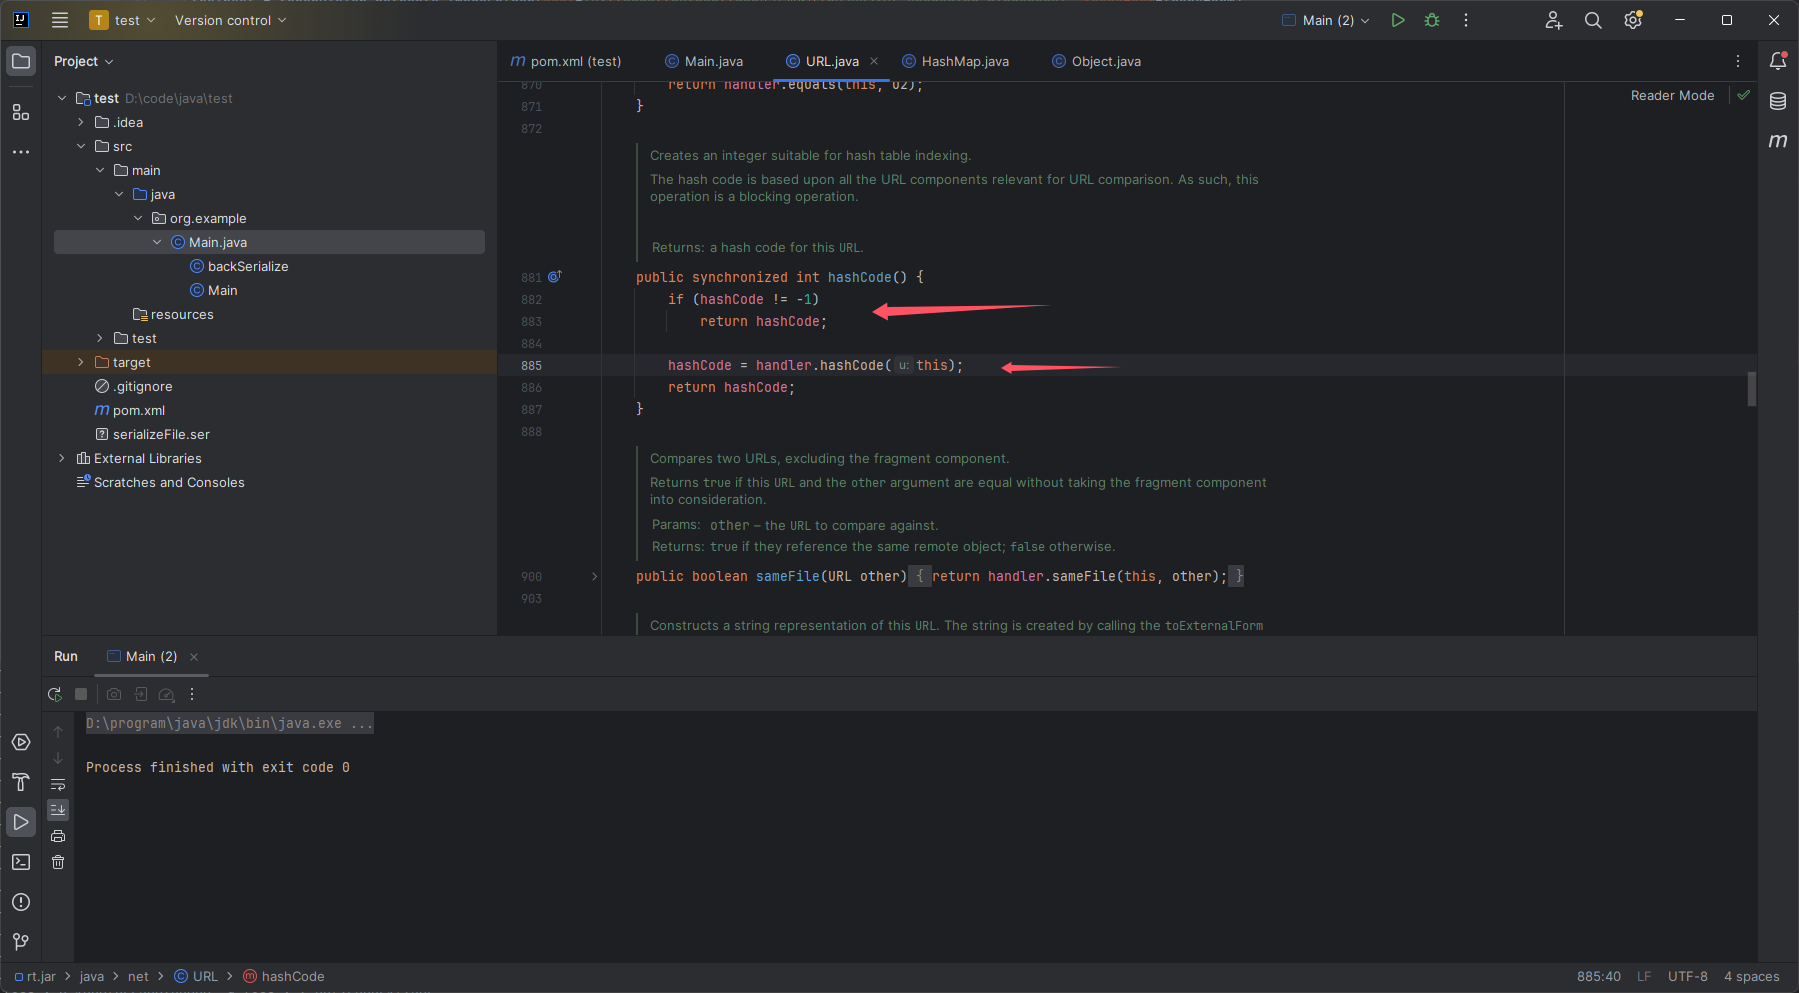 IJ
T test
Version control
Main (2)
Project
test D:\code\java\test
.idea
src
main
java
org.example
Main.java
backSerialize
Main
resources
test
target
.gitignore
pom.xml
serializeFile.ser
External Libraries
Scratches and Consoles
pom.xml (test)
Main.java
URL.java
HashMap.java
Object.java
Reader Mode
870 return handler.equals(this, o2);
871 }
872
Creates an integer suitable for hash table indexing.
The hash code is based upon all the URL components relevant for URL comparison. As such, this
operation is a blocking operation.
Returns: a hash code for this URL.
881 public synchronized int hashCode() {
882 if (hashCode != -1)
883 return hashCode;
884
885 hashCode = handler.hashCode( u: this);
886 return hashCode;
887 }
888
Compares two URLs, excluding the fragment component.
Returns true if this URL and the other argument are equal without taking the fragment component
into consideration.
Params: other – the URL to compare against.
Returns: true if they reference the same remote object; false otherwise.
900 public boolean sameFile(URL other) { return handler.sameFile(this, other); }
903
Constructs a string representation of this URL. The string is created by calling the toExternalForm
Run
Main (2)
D:\program\java\jdk\bin\java.exe ...
Process finished with exit code 0
rt.jar > java > net > URL > hashCode
885:40 LF UTF-8 4 spaces